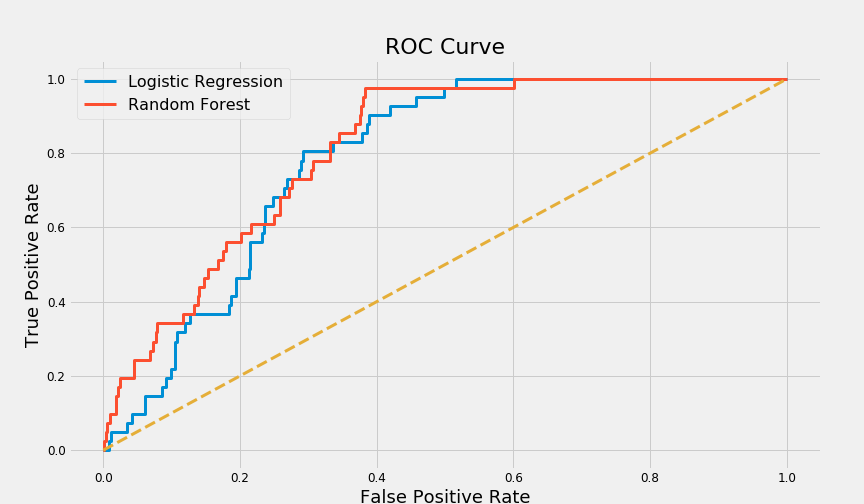 ROC Curve
Logistic Regression
Random Forest
True Positive Rate
1.0
0.8
0.6
0.4
0.2
0.0
0.0 0.2 0.4 0.6 0.8 1.0
False Positive Rate